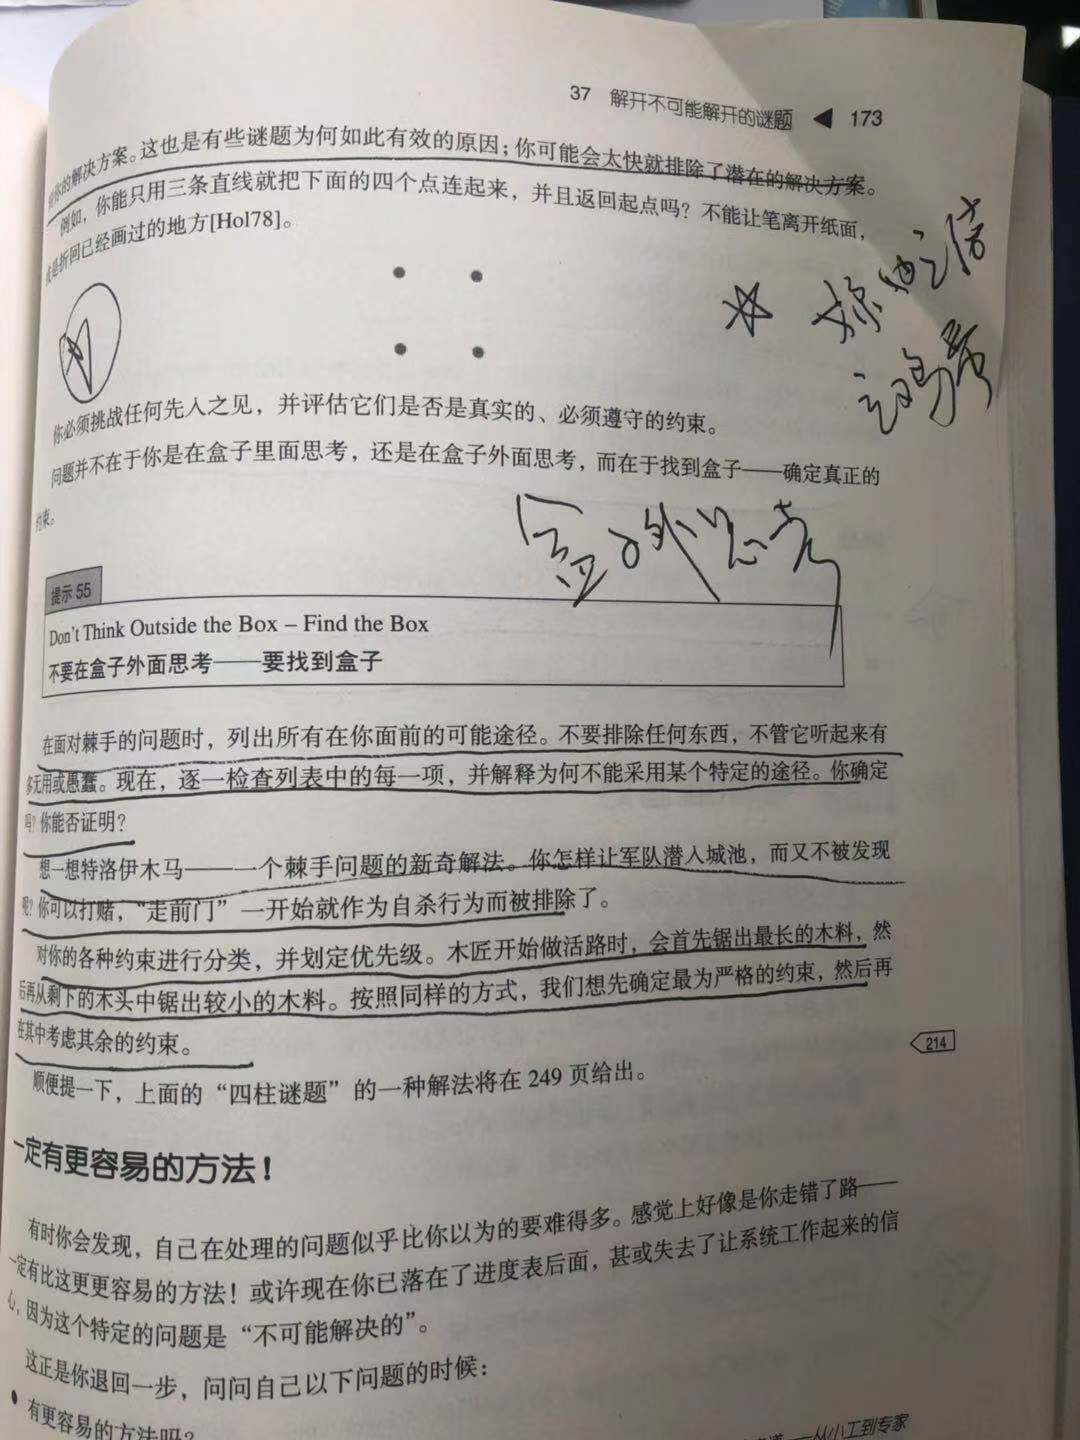 37 解开不可能解开的谜题 ◀ 173
你的解决方案。这也是有些谜题为何如此有效的原因；你可能会太快就排除了潜在的解决方案。
例如，你能只用三条直线就把下面的四个点连起来，并且返回起点吗？不能让笔离开纸面，
或是折回已经画过的地方[Hol78]。
你必须挑战任何先入之见，并评估它们是否是真实的、必须遵守的约束。
问题并不在于你是在盒子里面思考，还是在盒子外面思考，而在于找到盒子——确定真正的
约束。
盒子外思考
提示 55
Don't Think Outside the Box – Find the Box
不要在盒子外面思考——要找到盒子
在面对棘手的问题时，列出所有在你面前的可能途径。不要排除任何东西，不管它听起来有
多无用或愚蠢。现在，逐一检查列表中的每一项，并解释为何不能采用某个特定的途径。你确定
吗？你能否证明？
想一想特洛伊木马——一个棘手问题的新奇解法。你怎样让军队潜入城池，而又不被发现
呢？你可以打赌，“走前门”一开始就作为自杀行为而被排除了。
对你的各种约束进行分类，并划定优先级。木匠开始做活路时，会首先锯出最长的木料，然
后再从剩下的木头中锯出较小的木料。按照同样的方式，我们想先确定最为严格的约束，然后再
在其中考虑其余的约束。
214
顺便提一下，上面的“四柱谜题”的一种解法将在 249 页给出。
一定有更容易的方法！
有时你会发现，自己在处理的问题似乎比你以为的要难得多。感觉上好像是你走错了路——
一定有比这更更容易的方法！或许现在你已落在了进度表后面，甚或失去了让系统工作起来的信
心，因为这个特定的问题是“不可能解决的”。
这正是你退回一步，问问自己以下问题的时候：
● 有更容易的方法吗？
——从小工到专家